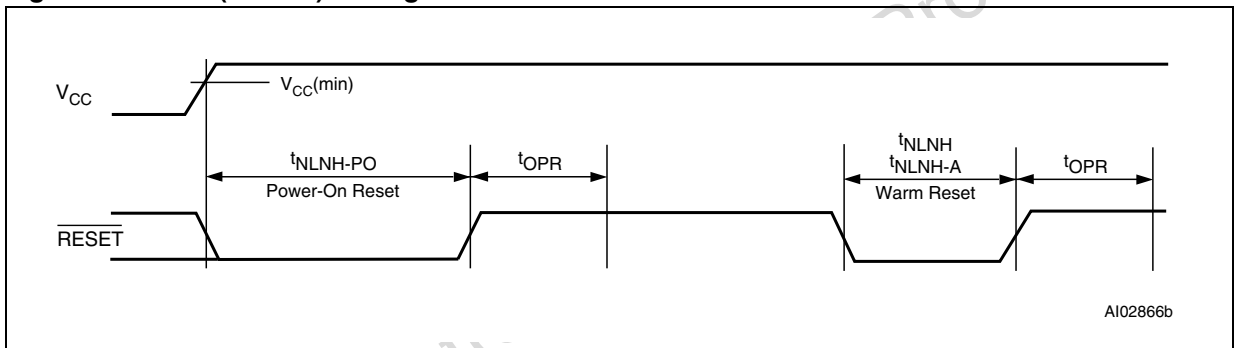 VCC
VCC(min)
tNLNH-PO
Power-On Reset
tOPR
tNLNH
tNLNH-A
Warm Reset
tOPR
RESET
AI02866b